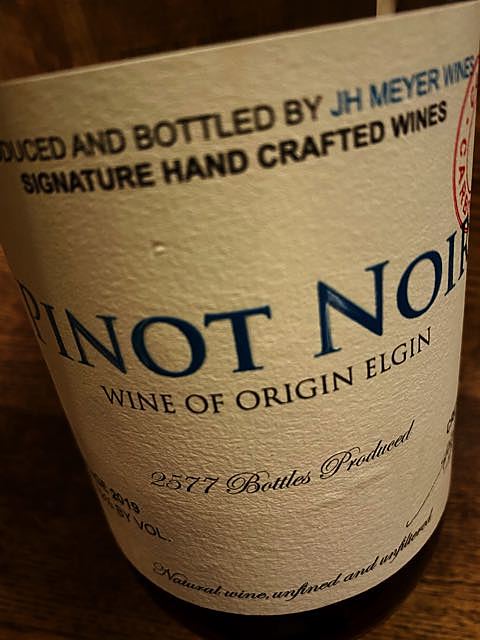 DUCED AND BOTTLED BY JH MEYER WINES
SIGNATURE HAND CRAFTED WINES
PINOT NOIR
WINE OF ORIGIN ELGIN
2577 Bottles Produced
2019
BY VOL.
Natural wine, unfined and unfiltered